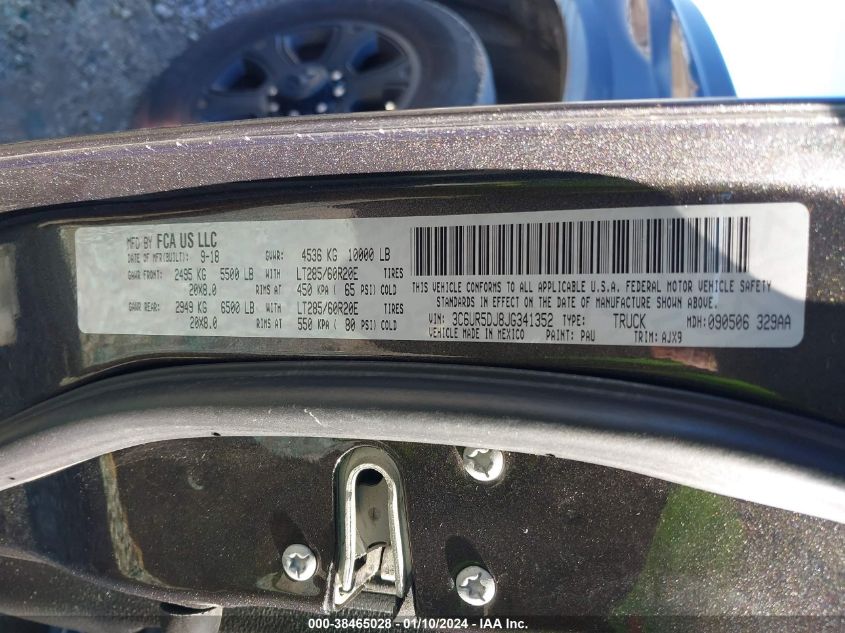 MFD BY FCA US LLC
DATE OF MFR(BUILT): 9-18 GVWR: 4536 KG 10000 LB
GAWR FRONT: 2495 KG 5500 LB WITH LT285/60R20E TIRES
20X8.0 RIMS AT 450 KPA ( 65 PSI) COLD
GAWR REAR: 2949 KG 6500 LB WITH LT285/60R20E TIRES
20X8.0 RIMS AT 550 KPA ( 80 PSI) COLD
THIS VEHICLE CONFORMS TO ALL APPLICABLE U.S.A. FEDERAL MOTOR VEHICLE SAFETY
STANDARDS IN EFFECT ON THE DATE OF MANUFACTURE SHOWN ABOVE.
VIN: 3C6UR5DJ8JG341352 TYPE: TRUCK MDH:090506 329AA
VEHICLE MADE IN MEXICO PAINT: PAU TRIM: AJX9
000-38465028 - 01/10/2024 - IAA Inc.